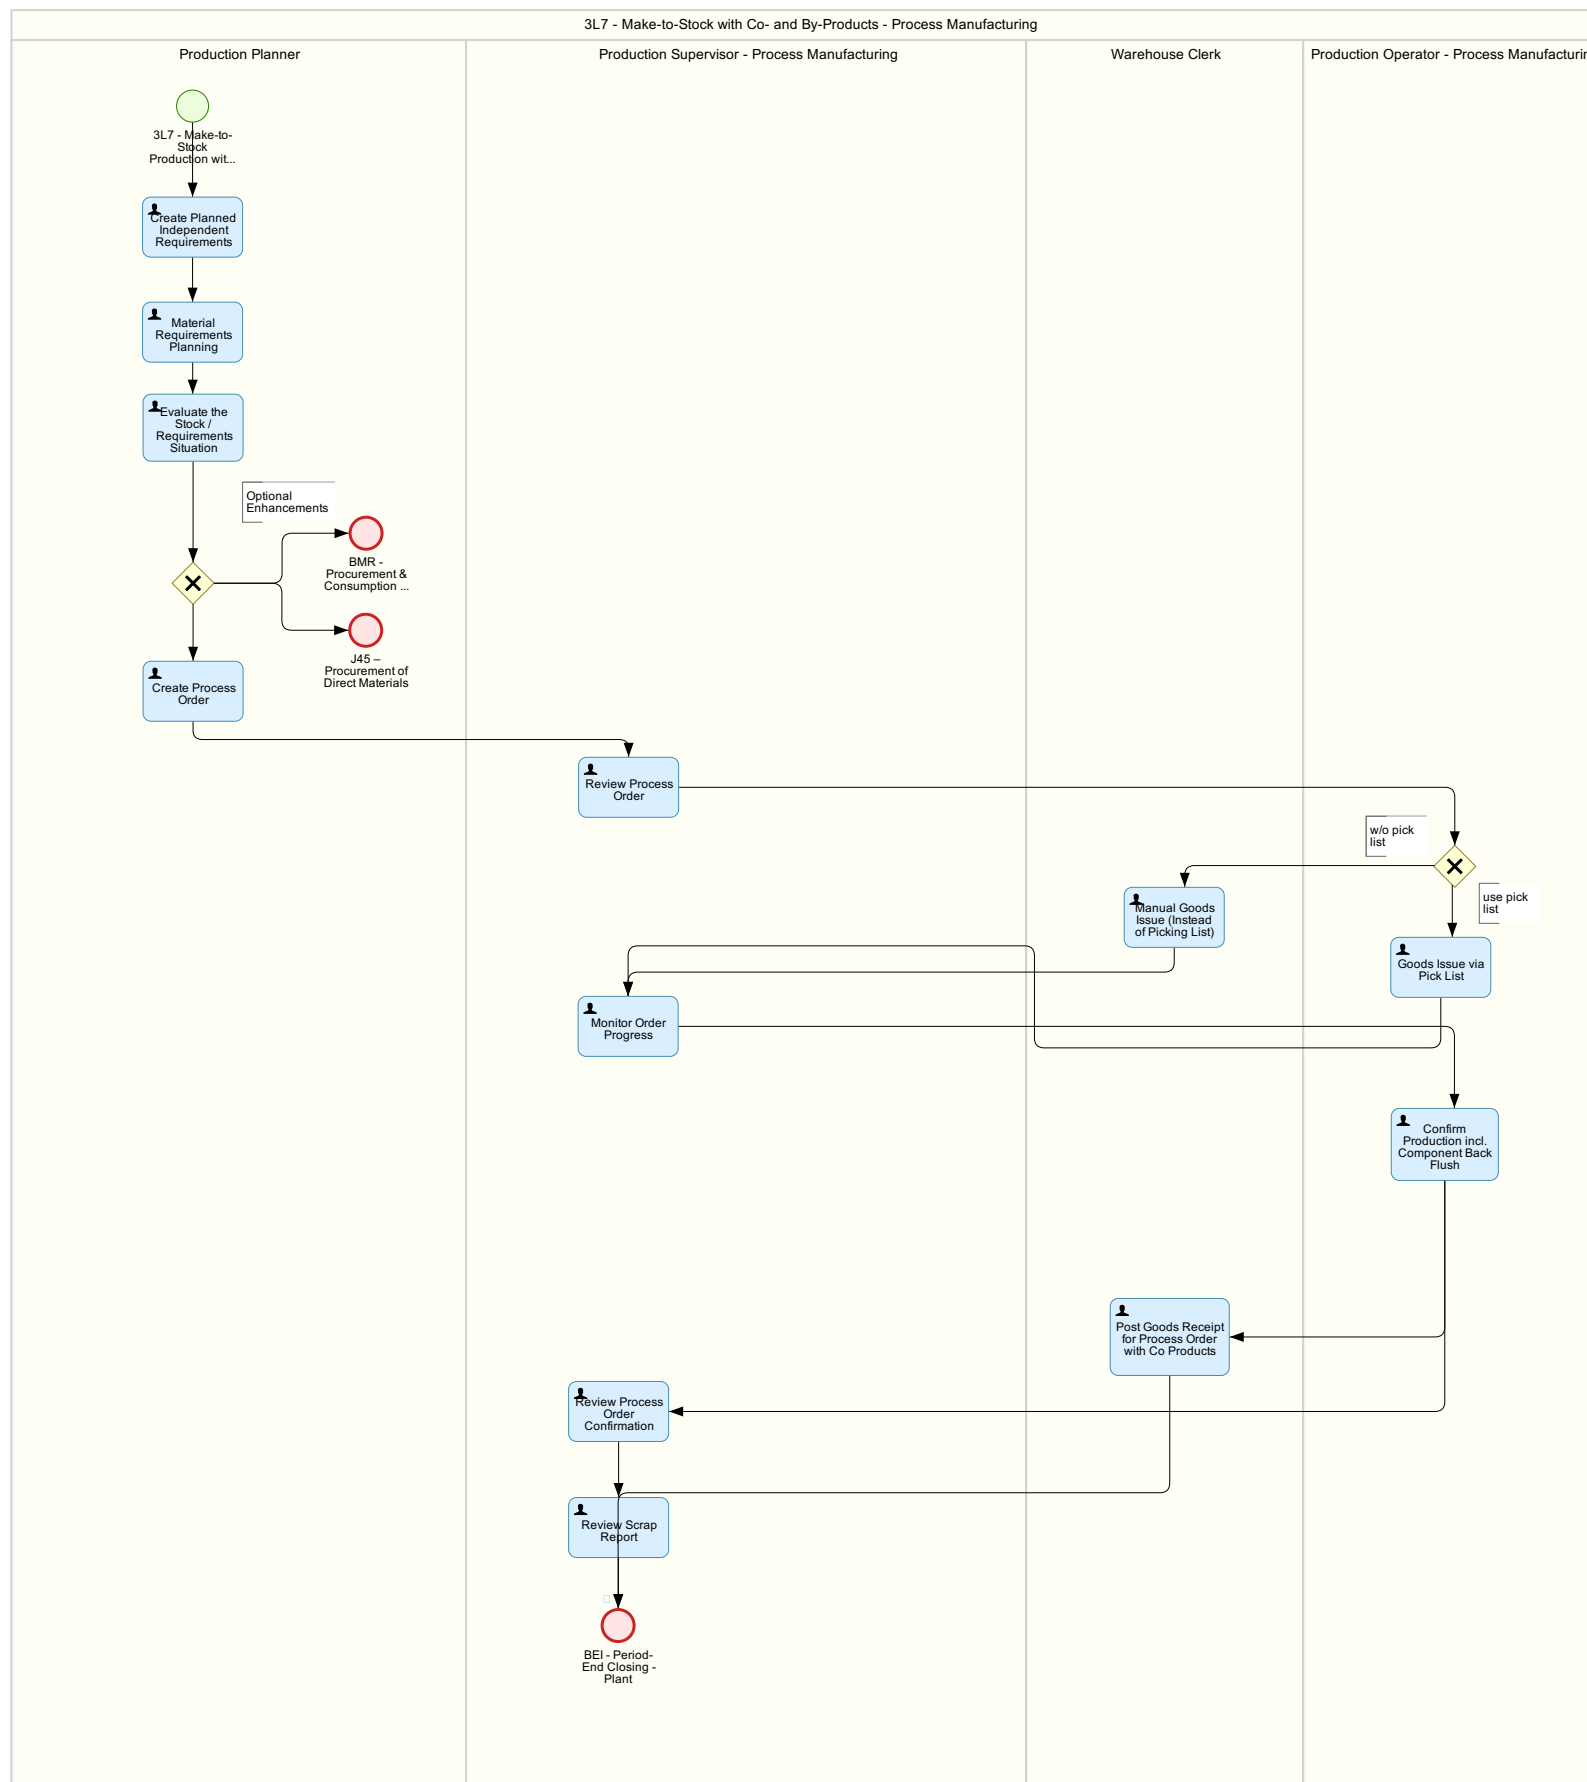 3L7 - Make-to-Stock with Co- and By-Products - Process Manufacturing
Production Planner
Production Supervisor - Process Manufacturing
Warehouse Clerk
Production Operator - Process Manufacturin
3L7 - Make-to-
Stock
Production wit...
Create Planned
Independent
Requirements
Material
Requirements
Planning
Evaluate the
Stock /
Requirements
Situation
Optional
Enhancements
BMR -
Procurement &
Consumption ...
J45 –
Procurement of
Direct Materials
Create Process
Order
Review Process
Order
w/o pick
list
use pick
list
Manual Goods
Issue (Instead
of Picking List)
Goods Issue via
Pick List
Monitor Order
Progress
Confirm
Production incl.
Component Back
Flush
Post Goods Receipt
for Process Order
with Co Products
Review Process
Order
Confirmation
Review Scrap
Report
BEI - Period-
End Closing -
Plant